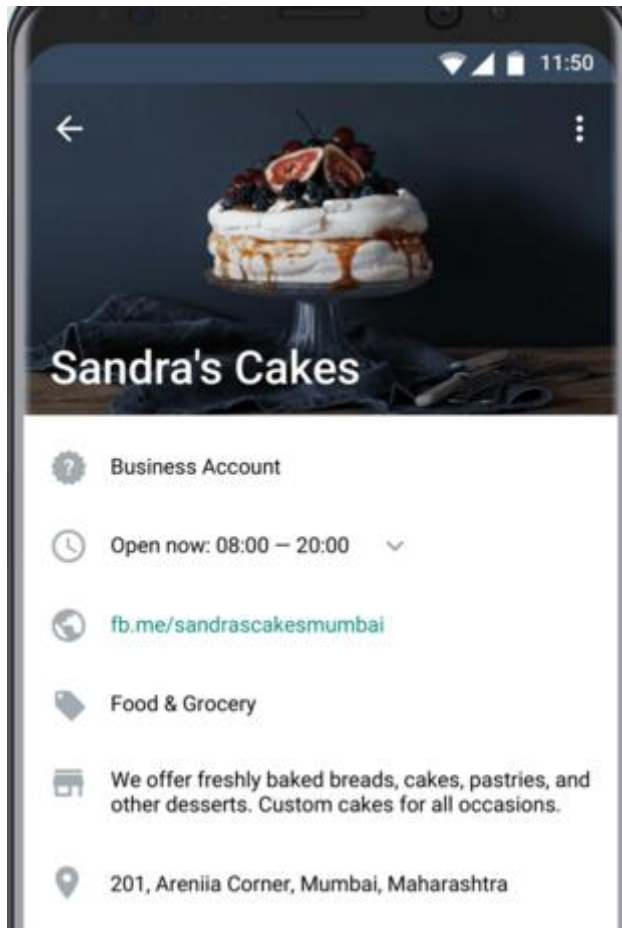 11:50
Sandra's Cakes
Business Account
Open now: 08:00 — 20:00
fb.me/sandrascakesmumbai
Food & Grocery
We offer freshly baked breads, cakes, pastries, and
other desserts. Custom cakes for all occasions.
201, Areniia Corner, Mumbai, Maharashtra